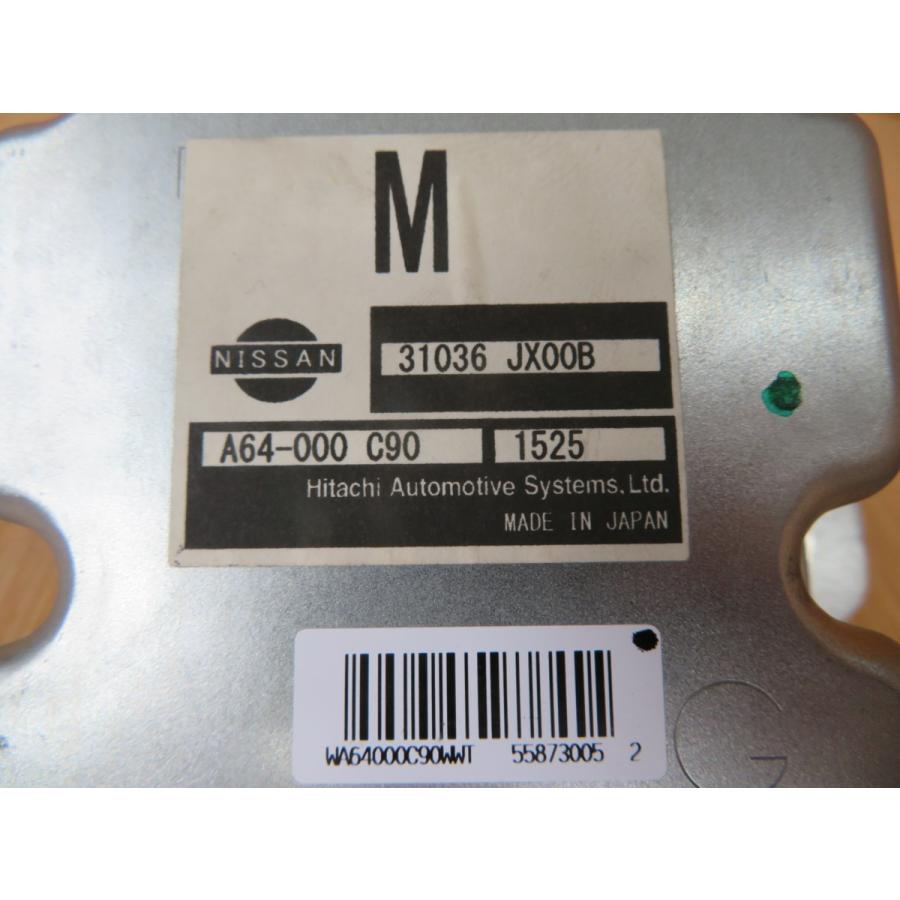 M
NISSAN
31036 JX00B
A64-000 C90 1525
Hitachi Automotive Systems,Ltd.
MADE IN JAPAN
WA64000C90WWT 55873005 2
G